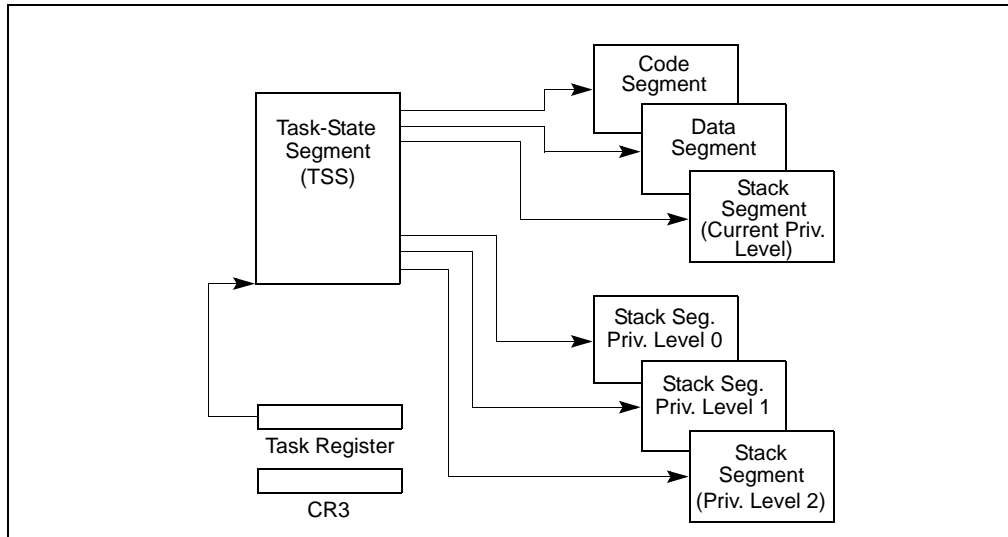 Code
Segment
Task-State
Segment
(TSS)
Data
Segment
Stack
Segment
(Current Priv.
Level)
Stack Seg.
Priv. Level 0
Stack Seg.
Priv. Level 1
Task Register
Stack
Segment
(Priv. Level 2)
CR3